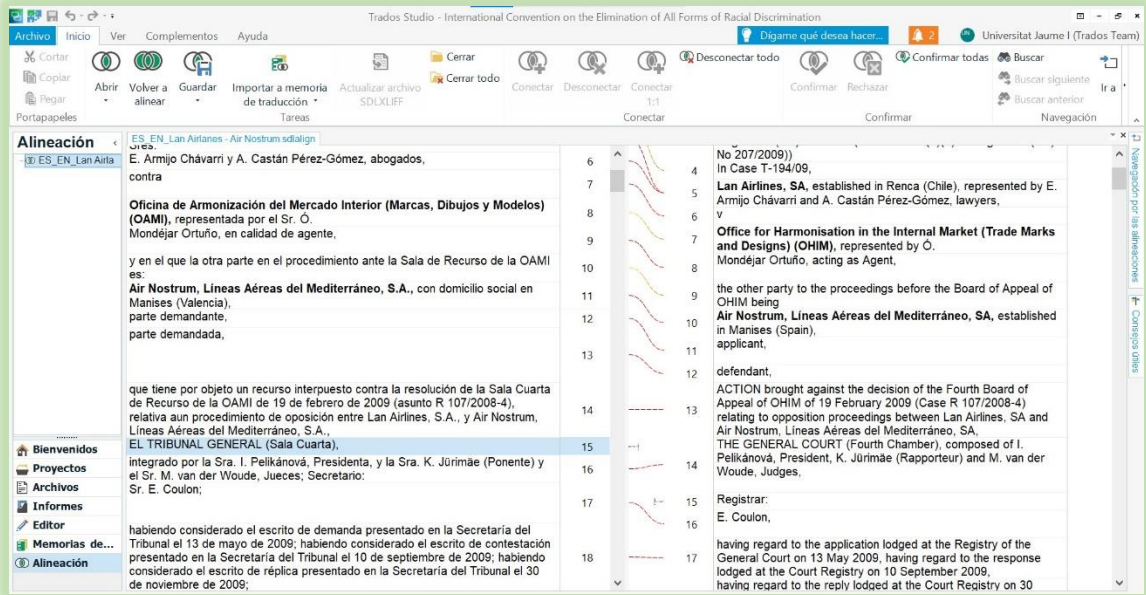 Trados Studio - International Convention on the Elimination of All Forms of Racial Discrimination
Archivo Inicio Ver Complementos Ayuda
Dígame qué desea hacer...
2
UN
Universitat Jaume I (Trados Team)
Cortar
Copiar
Pegar
Portapapeles
Abrir
Volver a
alinear
Guardar
Importar a memoria
de traducción
Actualizar archivo
SDLXLIFF
Tareas
Cerrar
Cerrar todo
Conectar
Desconectar
Conectar
1:1
Desconectar todo
Conectar
Confirmar
Rechazar
Confirmar todas
Confirmar
Buscar
Buscar siguiente
Buscar anterior
Ir a
Navegación
Alineación
ES_EN_Lan Airla
ES_EN_Lan Airlanes - Air Nostrum sdlalign
Sres.
E. Armijo Chávarri y A. Castán Pérez-Gómez, abogados,
6
contra
7
Oficina de Armonización del Mercado Interior (Marcas, Dibujos y Modelos)
(OAMI), representada por el Sr. Ó.
8
Mondéjar Ortuño, en calidad de agente,
9
y en el que la otra parte en el procedimiento ante la Sala de Recurso de la OAMI
es:
10
Air Nostrum, Líneas Aéreas del Mediterráneo, S.A., con domicilio social en
Manises (Valencia),
11
parte demandante,
12
parte demandada,
13
que tiene por objeto un recurso interpuesto contra la resolución de la Sala Cuarta
de Recurso de la OAMI de 19 de febrero de 2009 (asunto R 107/2008-4),
relativa aun procedimiento de oposición entre Lan Airlines, S.A., y Air Nostrum,
Líneas Aéreas del Mediterráneo, S.A.,
14
EL TRIBUNAL GENERAL (Sala Cuarta),
15
integrado por la Sra. I. Pelikánová, Presidenta, y la Sra. K. Jürimäe (Ponente) y
el Sr. M. van der Woude, Jueces; Secretario:
16
Sr. E. Coulon;
17
habiendo considerado el escrito de demanda presentado en la Secretaría del
Tribunal el 13 de mayo de 2009; habiendo considerado el escrito de contestación
presentado en la Secretaría del Tribunal el 10 de septiembre de 2009; habiendo
considerado el escrito de réplica presentado en la Secretaría del Tribunal el 30
de noviembre de 2009;
18
No 207/2009))
4
In Case T-194/09,
5
Lan Airlines, SA, established in Renca (Chile), represented by E.
Armijo Chávarri and A. Castán Pérez-Gómez, lawyers,
6
v
7
Office for Harmonisation in the Internal Market (Trade Marks
and Designs) (OHIM), represented by Ó.
8
Mondéjar Ortuño, acting as Agent,
9
the other party to the proceedings before the Board of Appeal of
OHIM being
10
Air Nostrum, Líneas Aéreas del Mediterráneo, SA, established
in Manises (Spain),
11
applicant,
12
defendant,
13
ACTION brought against the decision of the Fourth Board of
Appeal of OHIM of 19 February 2009 (Case R 107/2008-4)
relating to opposition proceedings between Lan Airlines, SA and
Air Nostrum, Líneas Aéreas del Mediterráneo, SA,
14
THE GENERAL COURT (Fourth Chamber), composed of I.
Pelikánová, President, K. Jürimäe (Rapporteur) and M. van der
Woude, Judges,
15
Registrar:
16
E. Coulon,
17
having regard to the application lodged at the Registry of the
General Court on 13 May 2009, having regard to the response
lodged at the Court Registry on 10 September 2009,
having regard to the reply lodged at the Court Registry on 30
Navegación por las alineaciones
Consejos útiles
Bienvenidos
Proyectos
Archivos
Informes
Editor
Memorias de...
Alineación